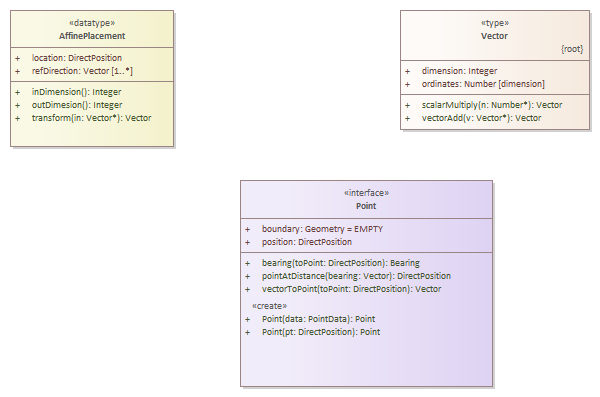 «datatype»
AffinePlacement
+ location: DirectPosition
+ refDirection: Vector [1..*]
+ inDimension(): Integer
+ outDimesion(): Integer
+ transform(in: Vector*): Vector
«type»
Vector
{root}
+ dimension: Integer
+ ordinates: Number [dimension]
+ scalarMultiply(n: Number*): Vector
+ vectorAdd(v: Vector*): Vector
«interface»
Point
+ boundary: Geometry = EMPTY
+ position: DirectPosition
+ bearing(toPoint: DirectPosition): Bearing
+ pointAtDistance(bearing: Vector): DirectPosition
+ vectorToPoint(toPoint: DirectPosition): Vector
«create»
+ Point(data: PointData): Point
+ Point(pt: DirectPosition): Point